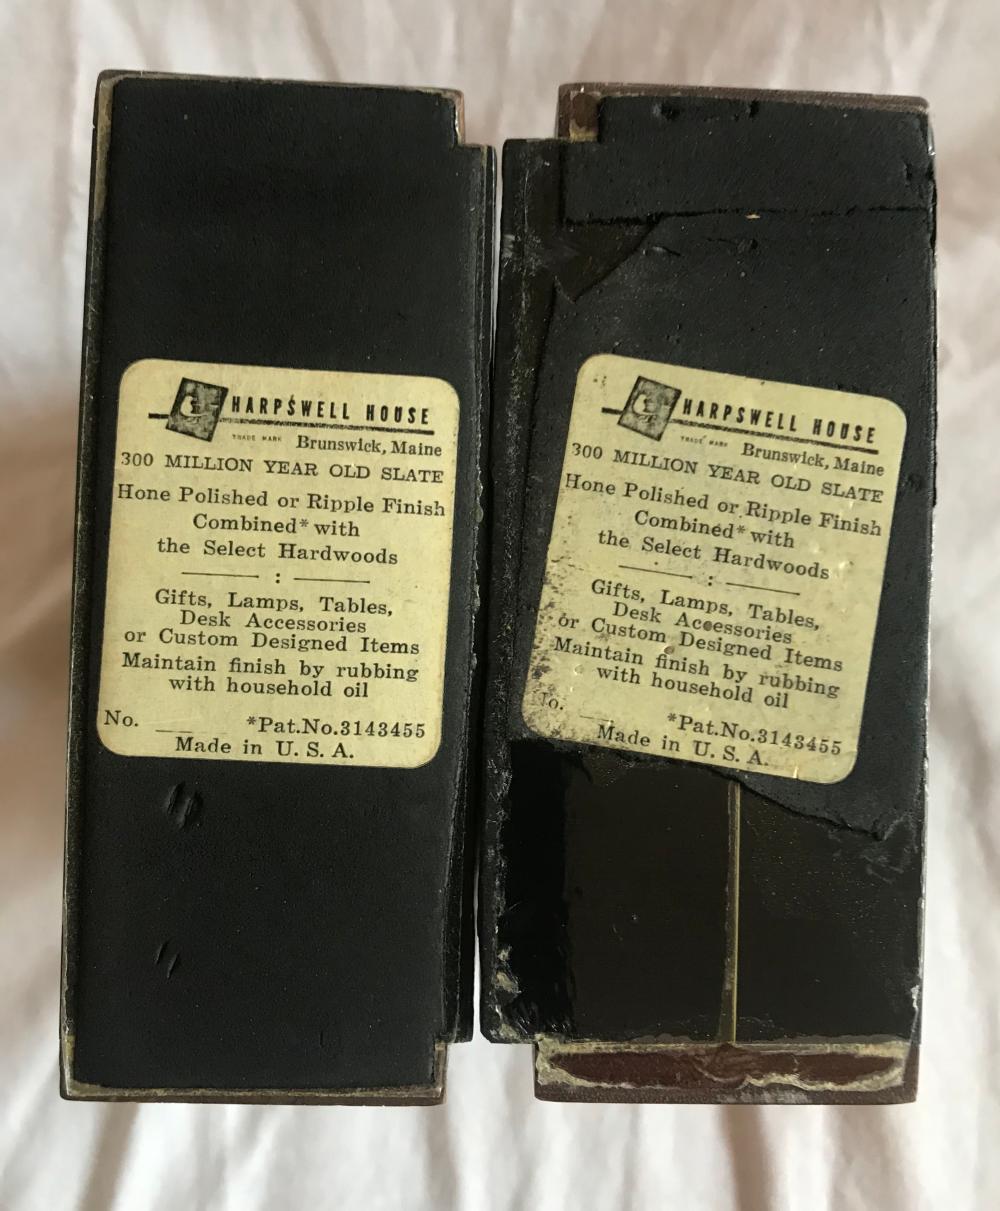 HARPSWELL HOUSE
TRADE MARK Brunswick, Maine
300 MILLION YEAR OLD SLATE
Hone Polished or Ripple Finish
Combined* with
the Select Hardwoods
Gifts, Lamps, Tables,
Desk Accessories
or Custom Designed Items
Maintain finish by rubbing
with household oil
No. *Pat.No.3143455
Made in U. S. A.
HARPSWELL HOUSE
TRADE MARK Brunswick, Maine
300 MILLION YEAR OLD SLATE
Hone Polished or Ripple Finish
Combined* with
the Select Hardwoods
Gifts, Lamps, Tables,
Desk Accessories
or Custom Designed Items
Maintain finish by rubbing
with household oil
No. *Pat.No.3143455
Made in U. S. A.